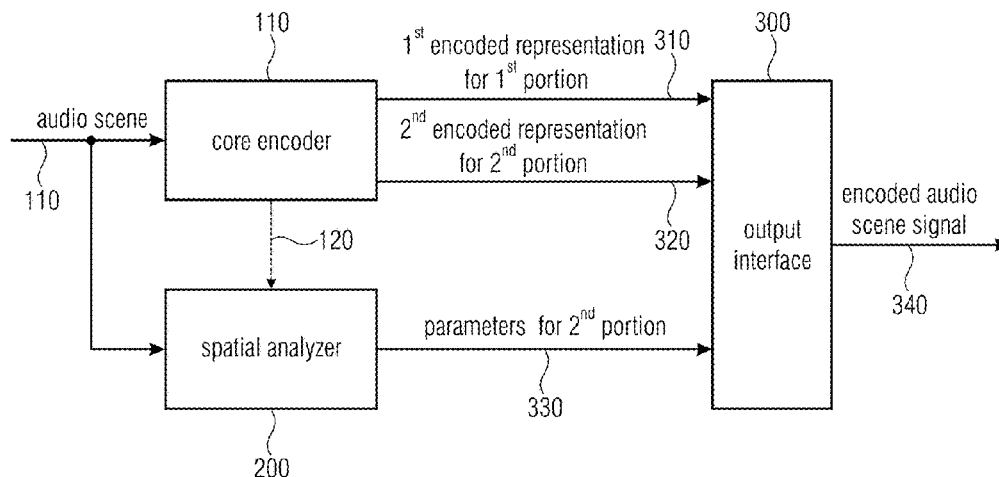 110
300
1st encoded representation
for 1st portion
310
audio scene
core encoder
2nd encoded representation
for 2nd portion
110
320
120
encoded audio
scene signal
output
interface
340
spatial analyzer
parameters for 2nd portion
330
200